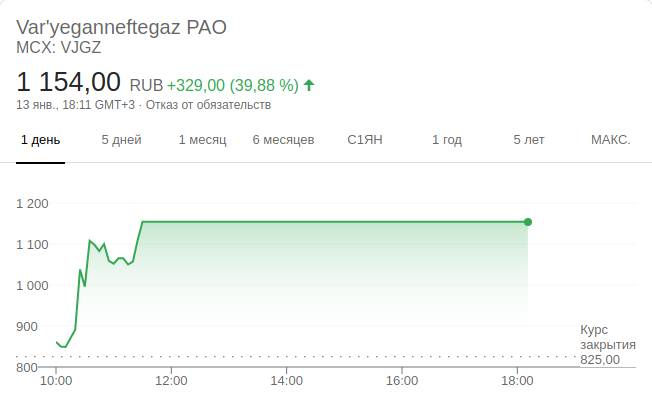 Var'yeganneftegaz PAO
MCX: VJGZ
1 154,00 RUB +329,00 (39,88 %)
13 янв., 18:11 GMT+3 · Отказ от обязательств
1 день 5 дней 1 месяц 6 месяцев С1ЯН 1 год 5 лет МАКС.
1 200
1 100
1 000
900
800
Курс
закрытия
825,00
10:00 12:00 14:00 16:00 18:00